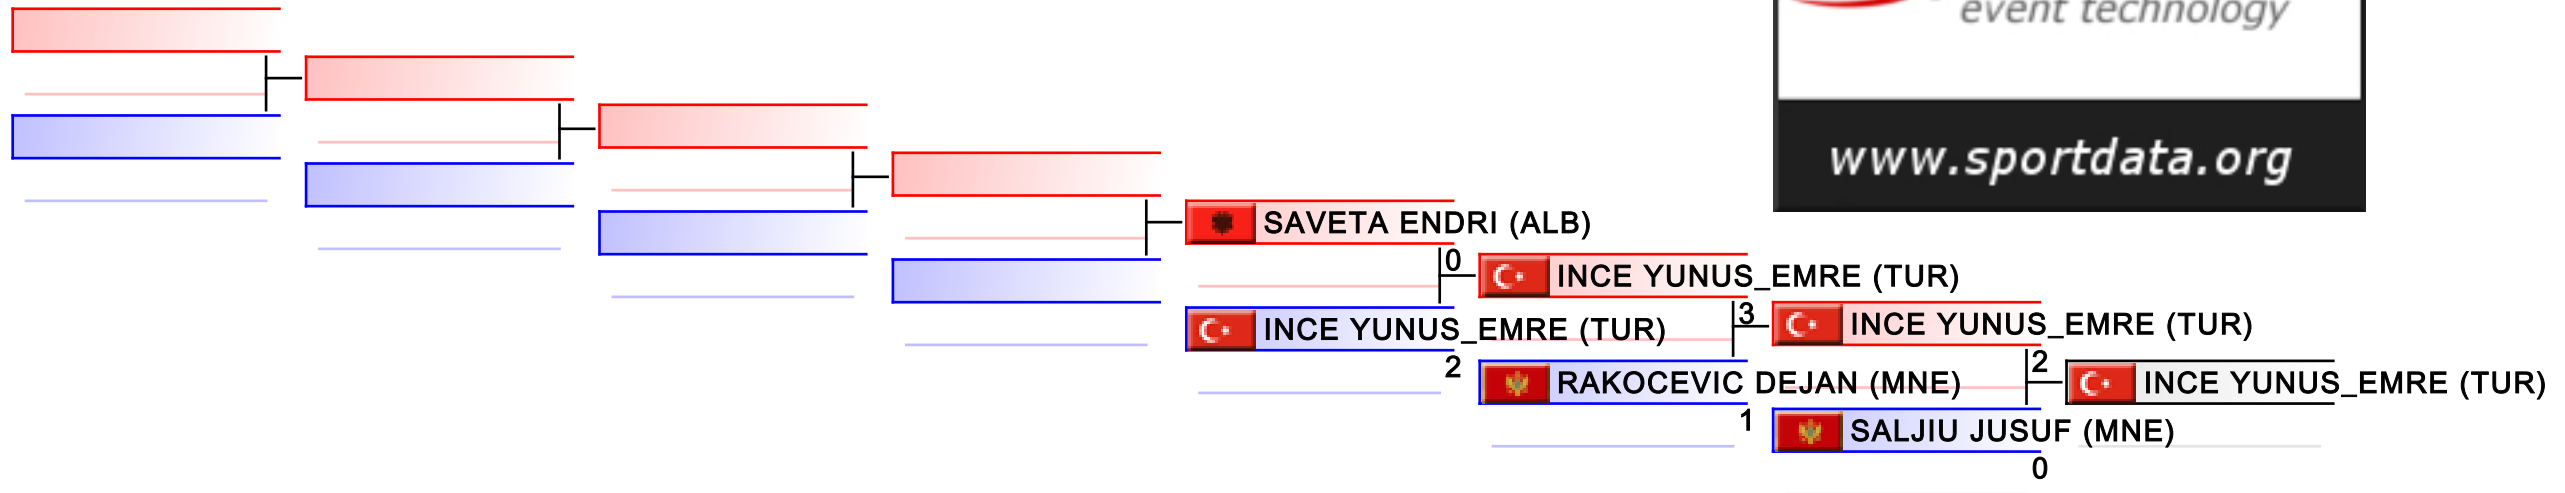 event technology
www.sportdata.org
SAVETA ENDRI (ALB)
0
INCE YUNUS_EMRE (TUR)
INCE YUNUS_EMRE (TUR)
2
3
RAKOCEVIC DEJAN (MNE)
1
INCE YUNUS_EMRE (TUR)
2
SALJIU JUSUF (MNE)
0
INCE YUNUS_EMRE (TUR)